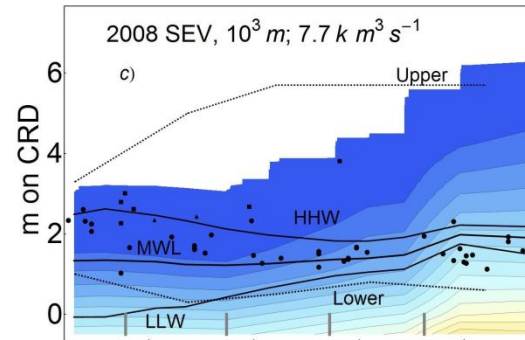 2008 SEV, 10³ m; 7.7 k m³ s⁻¹
c)
Upper
6
4
2
0
m on CRD
HHW
MWL
Lower
LLW